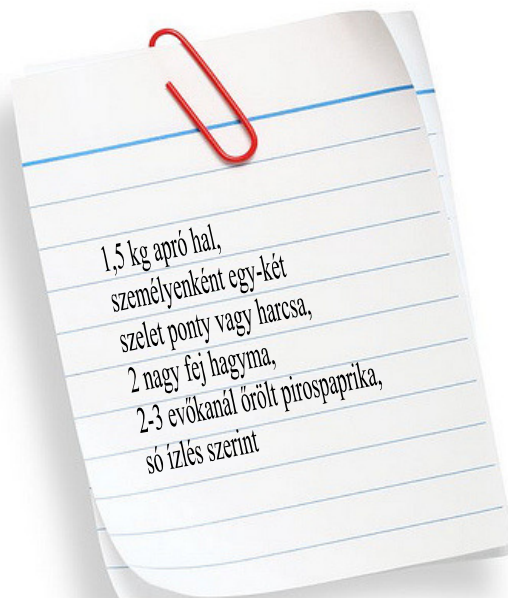 1,5 kg apró hal,
személyenként egy-két
szelet ponty vagy harcsa,
2 nagy fej hagyma,
2-3 evőkanál őrölt pirospaprika,
só ízlés szerint